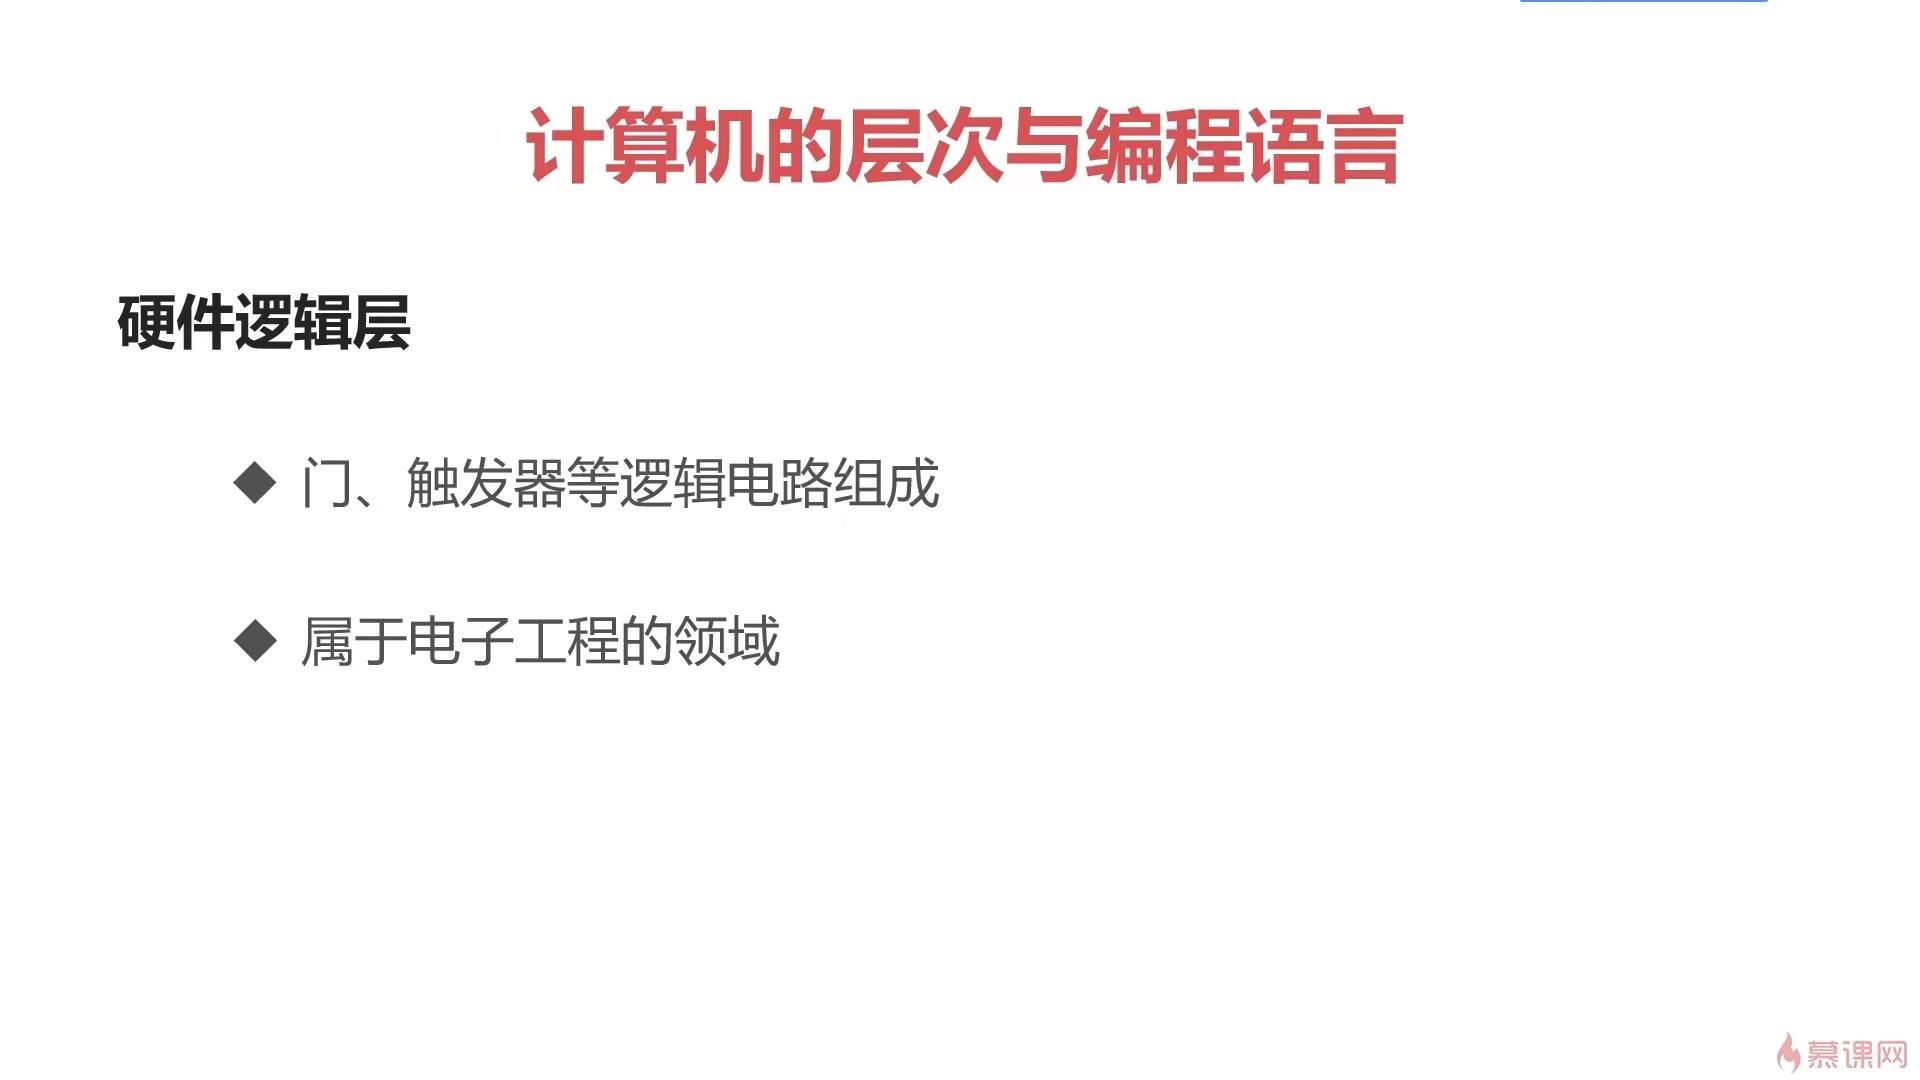 计算机的层次与编程语言
硬件逻辑层
◆ 门、触发器等逻辑电路组成
◆ 属于电子工程的领域
慕课网